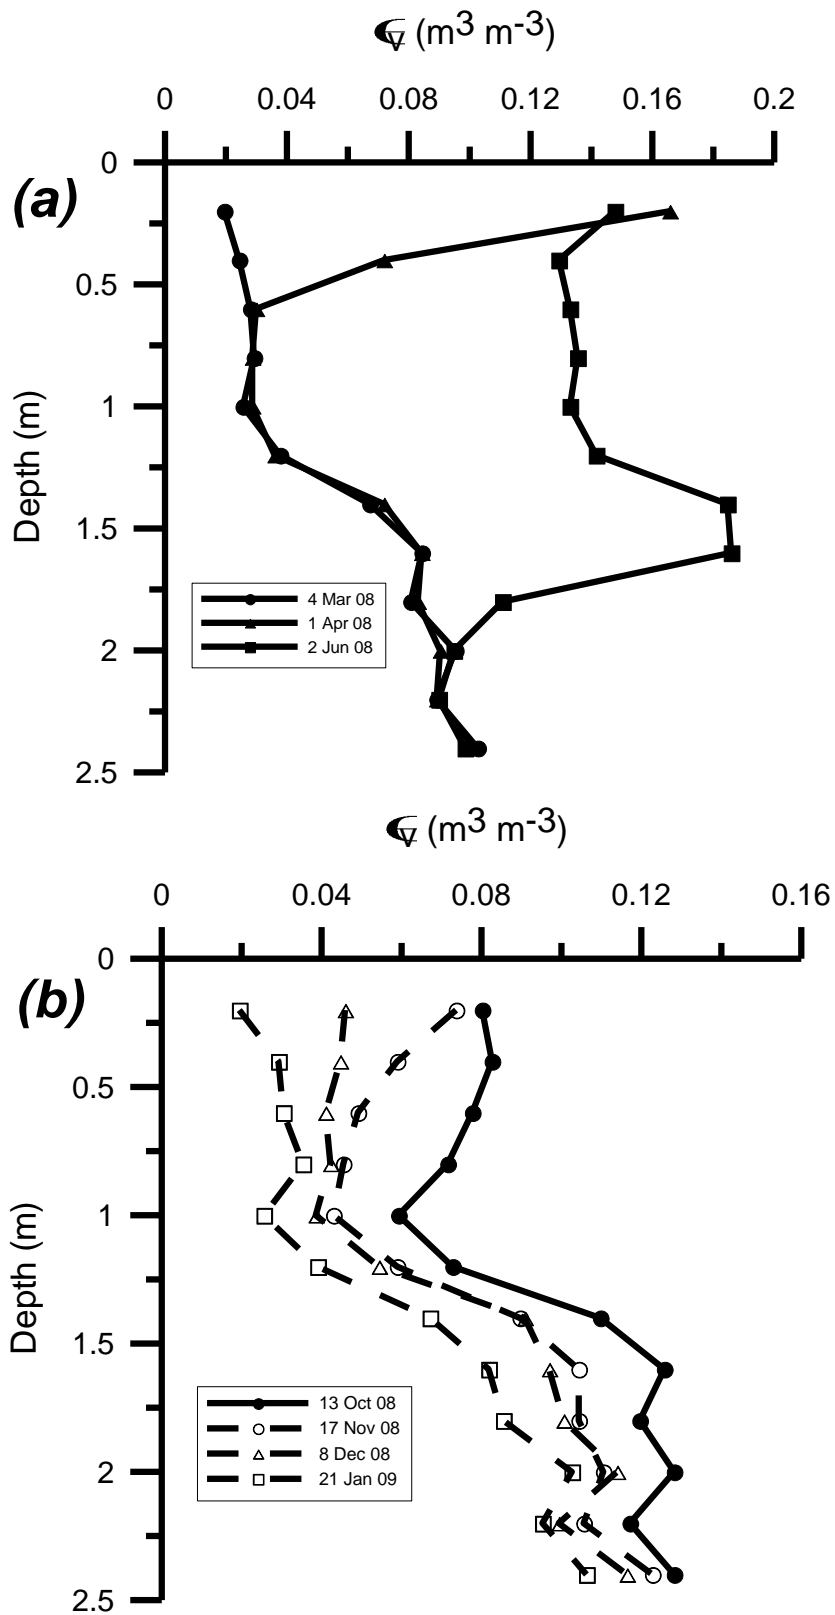 (m3 m-3)
0 0.04 0.08 0.12 0.16 0.2
(a)
0
0.5
1
1.5
2
2.5
Depth (m)
4 Mar 08
1 Apr 08
2 Jun 08
(m3 m-3)
0 0.04 0.08 0.12 0.16
(b)
0
0.5
1
1.5
2
2.5
Depth (m)
13 Oct 08
17 Nov 08
8 Dec 08
21 Jan 09